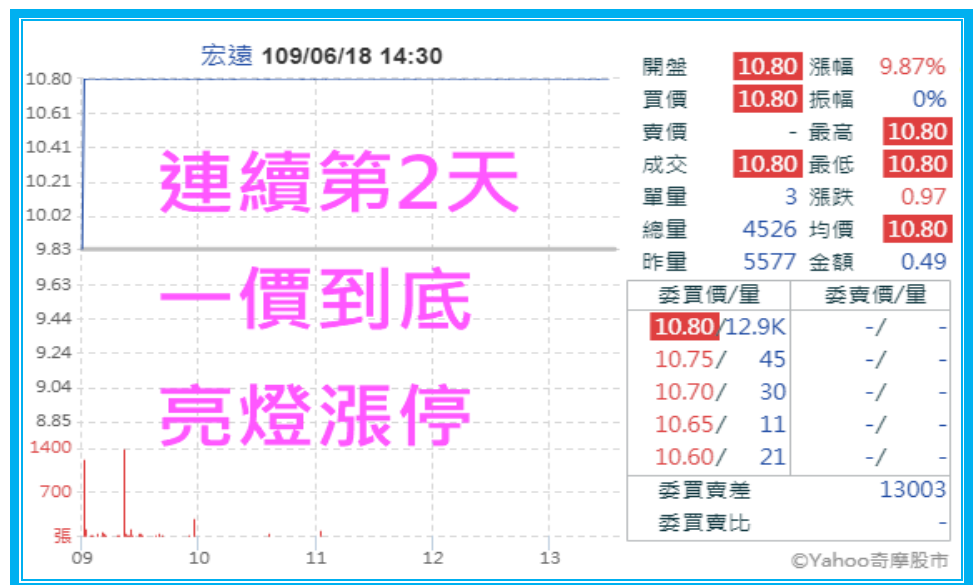 宏遠 109/06/18 14:30
10.80
10.61
10.41
10.21
10.02
9.83
9.63
9.44
9.24
9.04
8.85
1400
700
張
09 10 11 12 13
連續第2天
一價到底
亮燈漲停
開盤 10.80 漲幅 9.87%
買價 10.80 振幅 0%
賣價 - 最高 10.80
成交 10.80 最低 10.80
單量 3 漲跌 0.97
總量 4526 均價 10.80
昨量 5577 金額 0.49
委買價/量 委賣價/量
10.80/12.9K -/ -
10.75/ 45 -/ -
10.70/ 30 -/ -
10.65/ 11 -/ -
10.60/ 21 -/ -
委買賣差 13003
委買賣比 -
©Yahoo奇摩股市